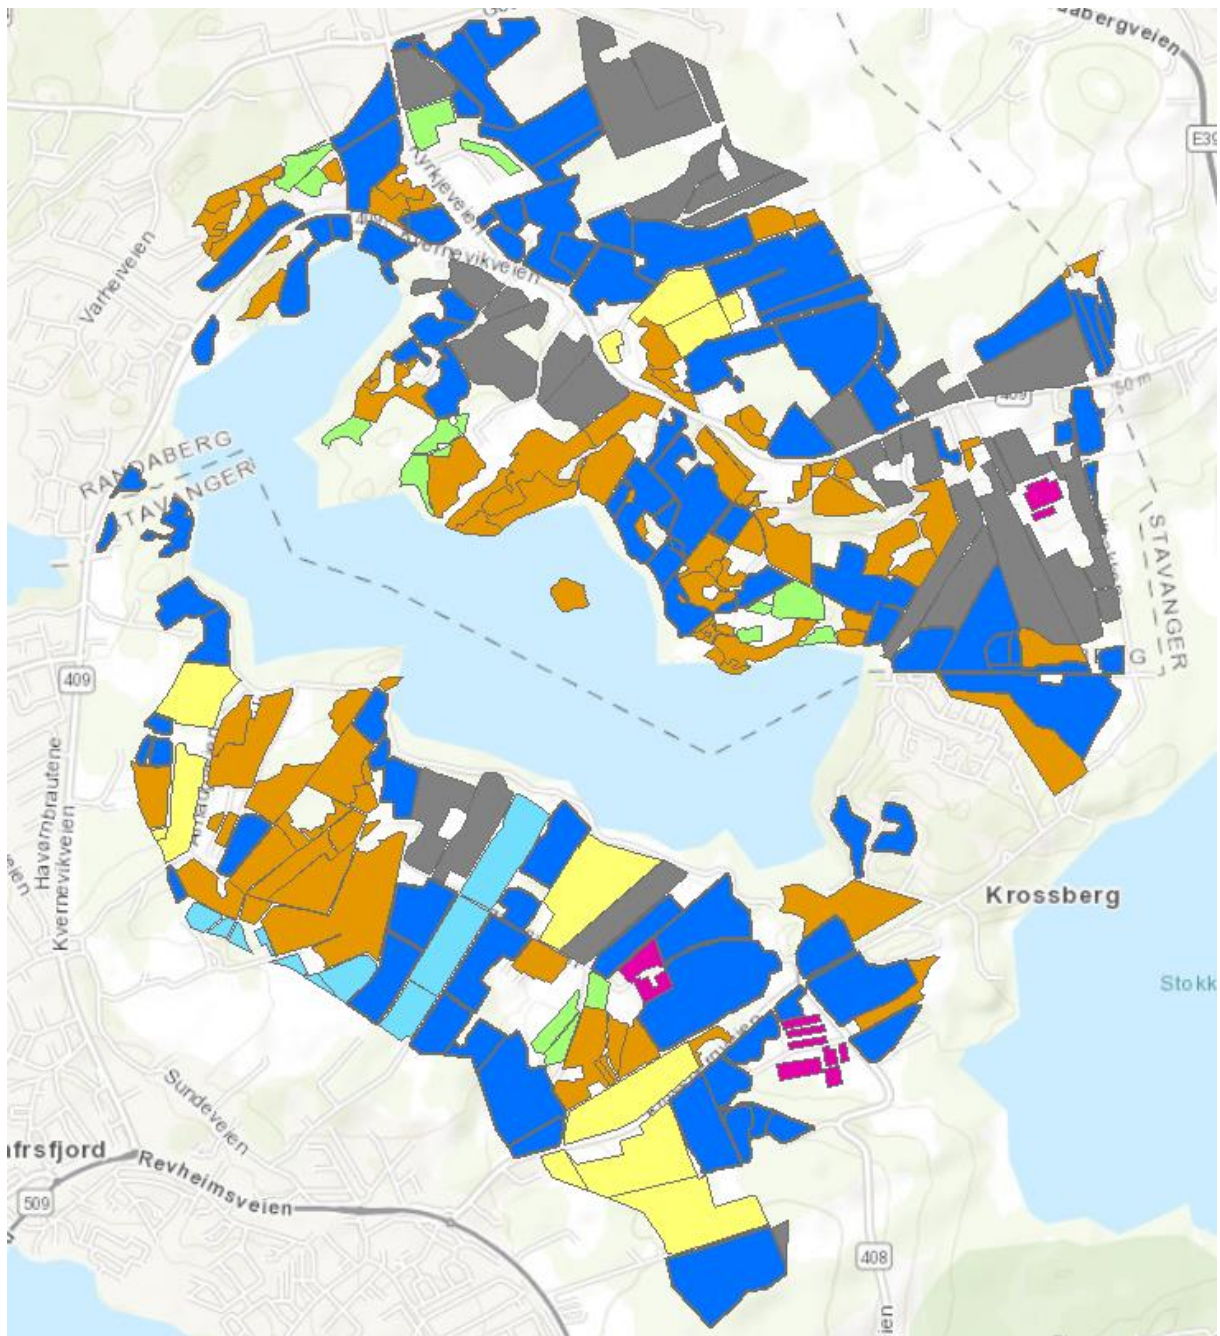 E39
Varheiveien
Kyrkjeveien
Kvernevikveien
50 m
409
RANDABERG
STAVANGER
STAVANGER
409
Havørnbrautene
Kvernevikveien
Krossberg
Stokk
Sundeveien
afrsfjord
Revheimsveien
509
408